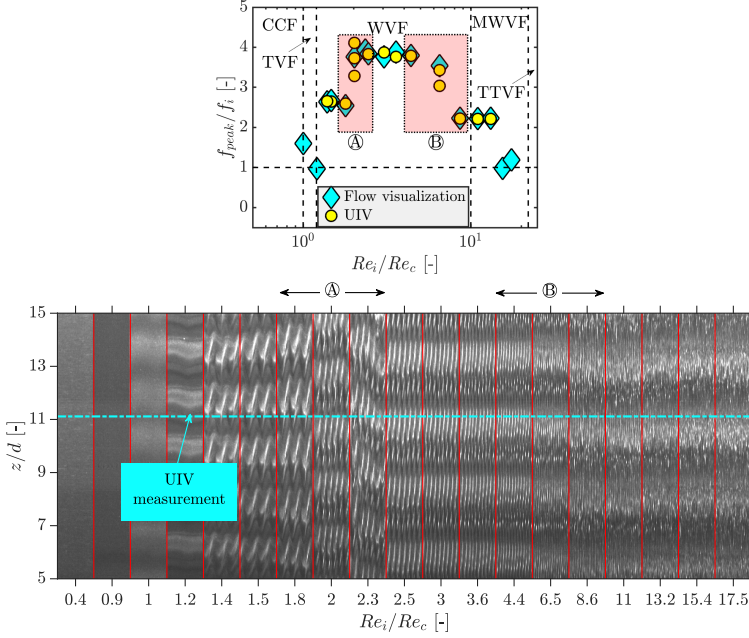 5
4
3
2
1
0
f_peak/f_i [-]
CCF
TVF
WVF
MWVF
TTVF
Ⓐ
Ⓑ
Flow visualization
UIV
10^0
10^1
Re_i/Re_c [-]
Ⓐ
Ⓑ
15
13
11
9
7
5
z/d [-]
UIV
measurement
0.4 0.9 1 1.2 1.4 1.5 1.8 2 2.3 2.5 3 3.6 4.4 6.5 8.6 11 13.2 15.4 17.5
Re_i/Re_c [-]